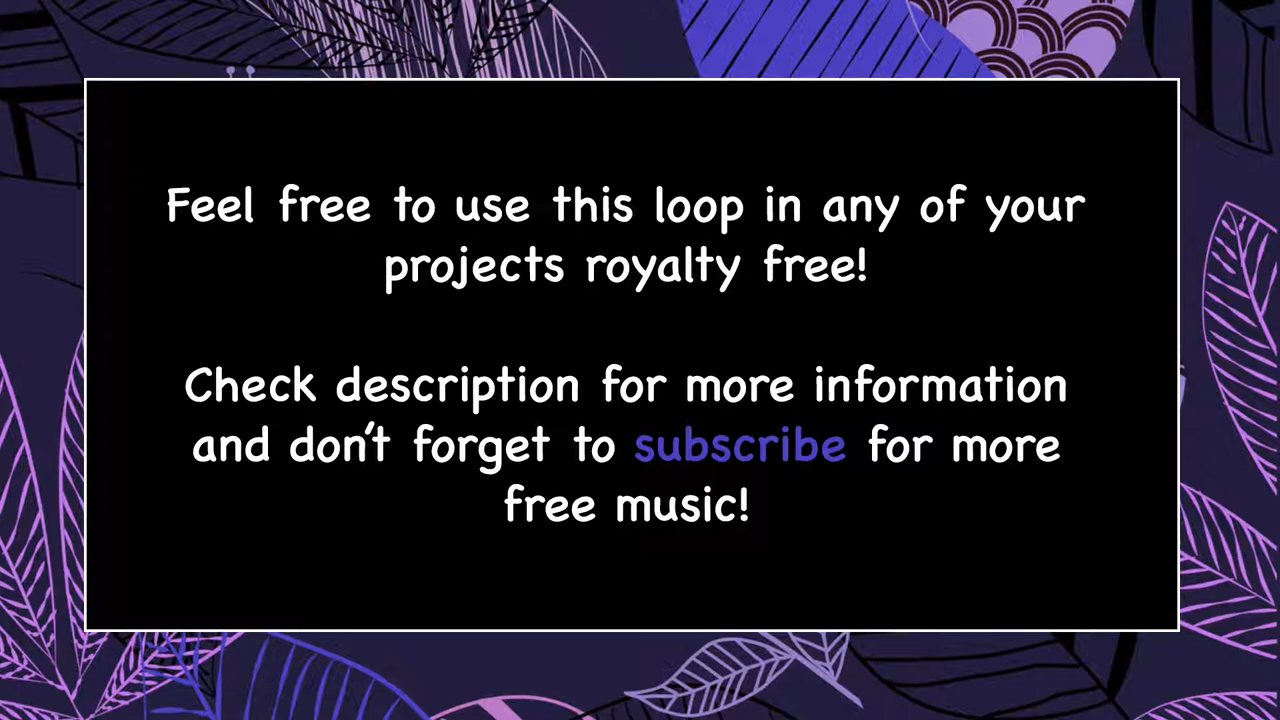 Feel free to use this loop in any of your
projects royalty free!
Check description for more information
and don't forget to subscribe for more
free music!